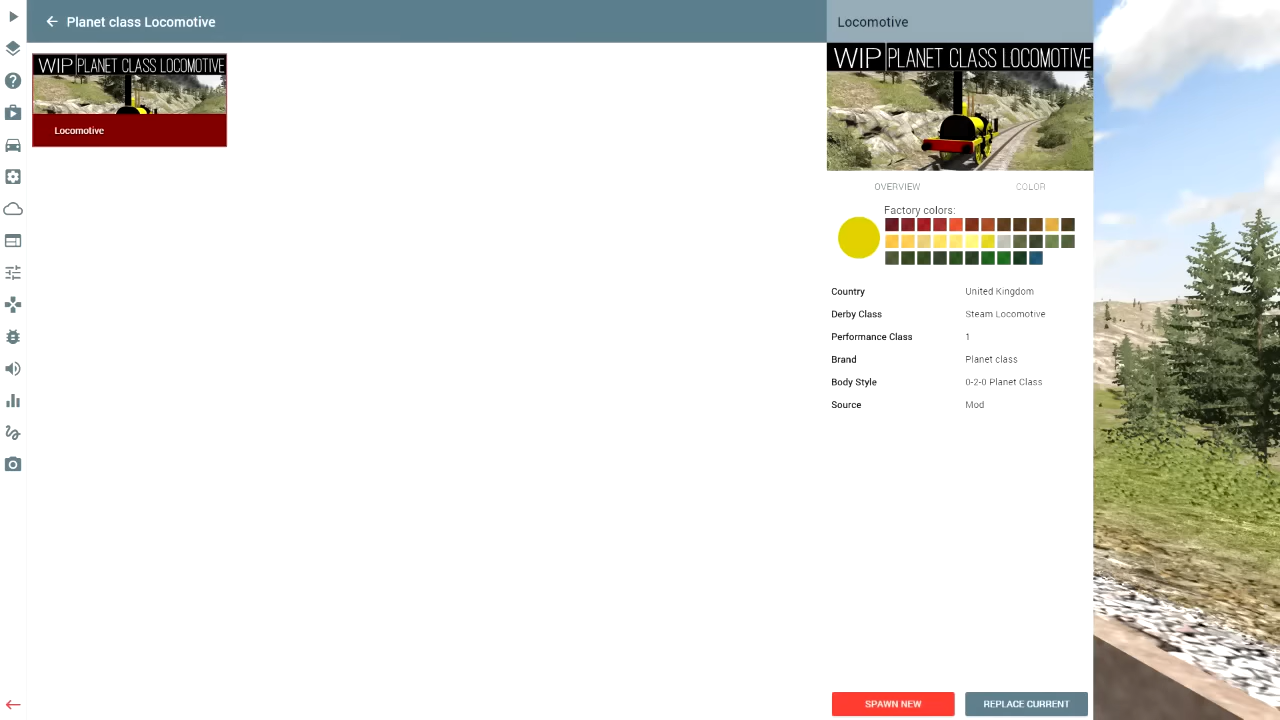 Planet class Locomotive
WIP|PLANET CLASS LOCOMOTIVE
Locomotive
Locomotive
WIP|PLANET CLASS LOCOMOTIVE
OVERVIEW
COLOR
Factory colors:
Country United Kingdom
Derby Class Steam Locomotive
Performance Class 1
Brand Planet class
Body Style 0-2-0 Planet Class
Source Mod
SPAWN NEW
REPLACE CURRENT